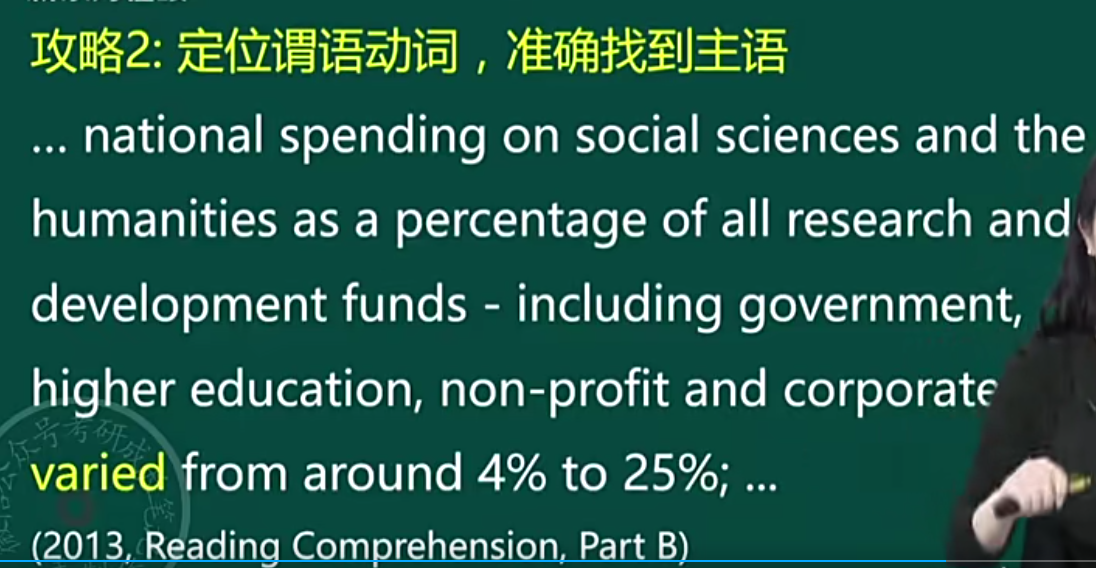 攻略2: 定位谓语动词，准确找到主语
... national spending on social sciences and the
humanities as a percentage of all research and
development funds - including government,
higher education, non-profit and corporate
varied from around 4% to 25%; ...
(2013, Reading Comprehension, Part B)